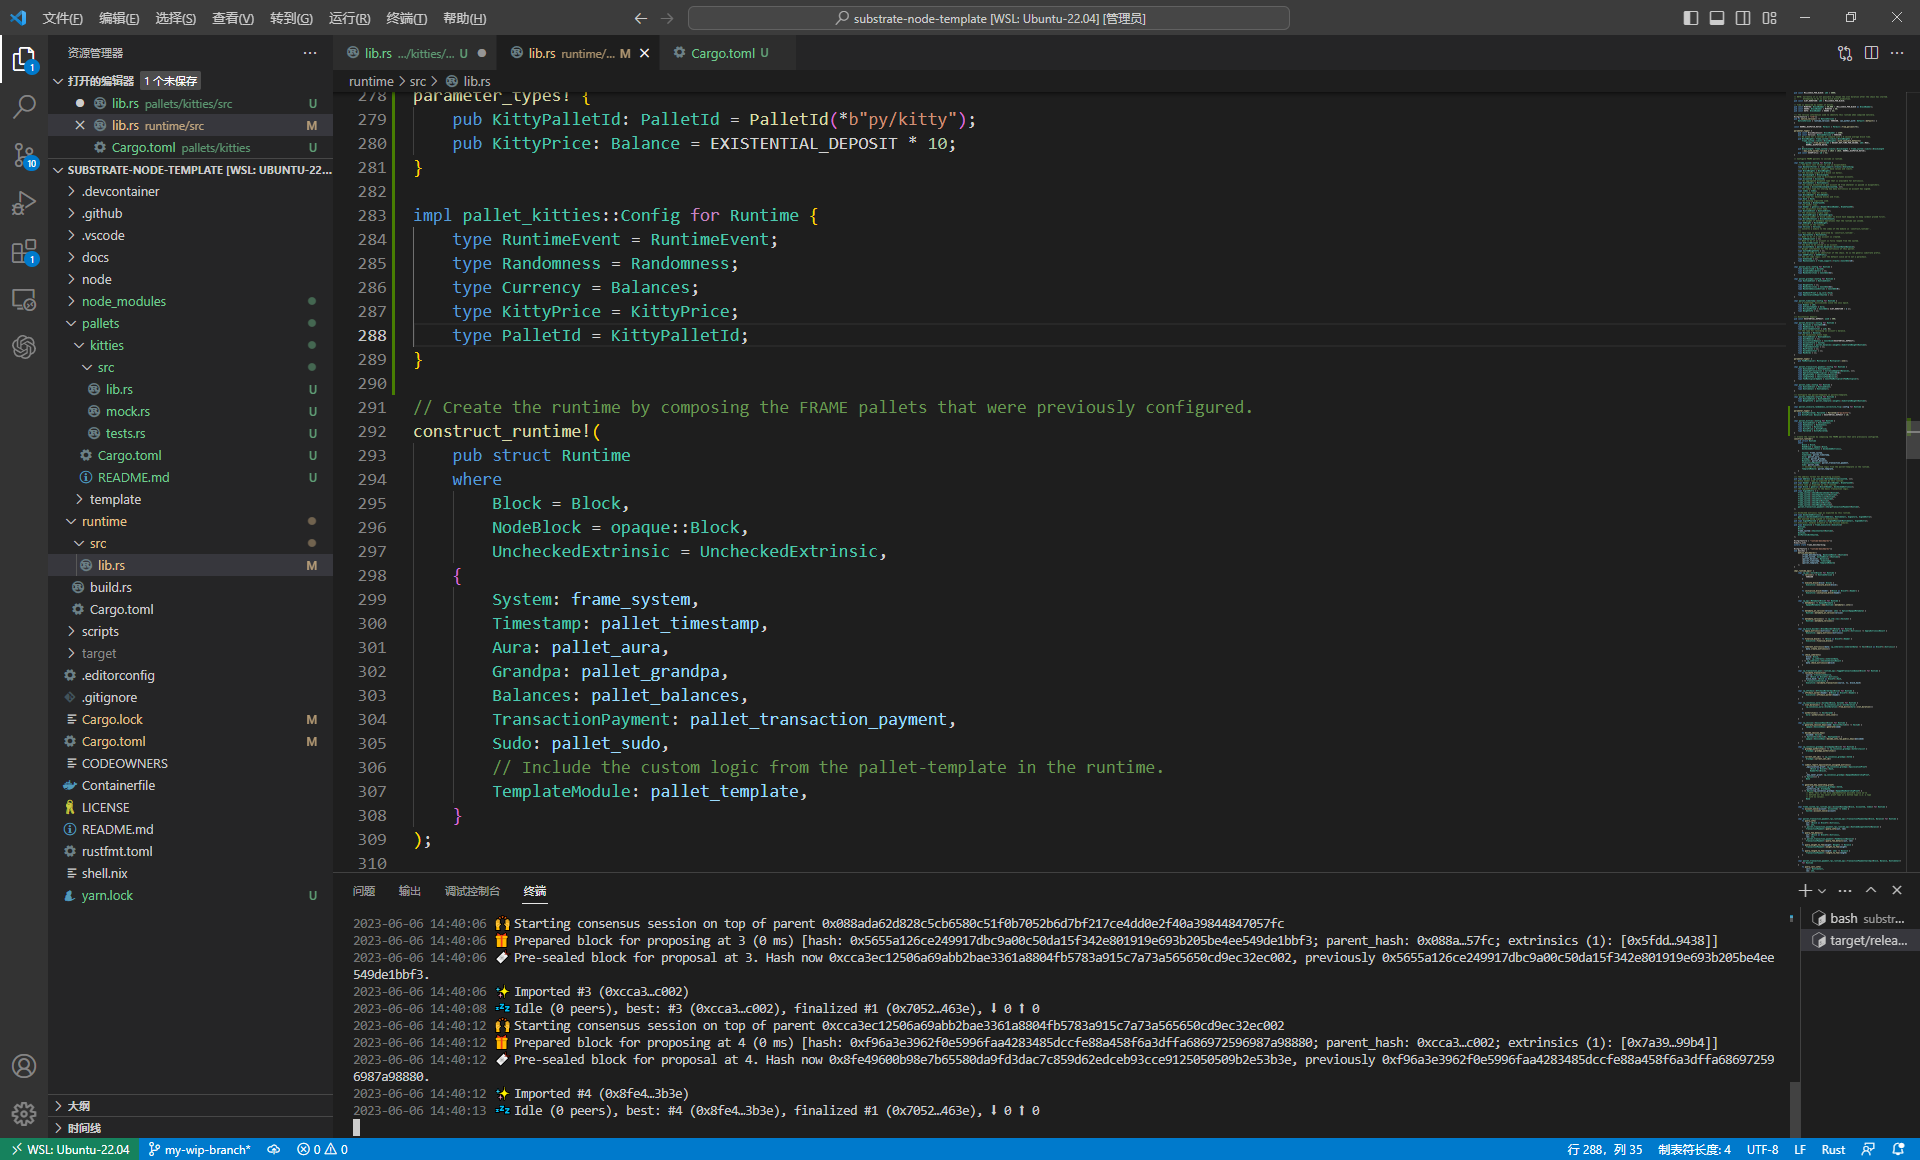 文件(F) 编辑(E) 选择(S) 查看(V) 转到(G) 运行(R) 终端(T) 帮助(H)
substrate-node-template [WSL: Ubuntu-22.04] [管理员]
资源管理器
打开的编辑器 1 个未保存
lib.rs pallets/kitties/src U
lib.rs runtime/src M
Cargo.toml pallets/kitties U
SUBSTRATE-NODE-TEMPLATE [WSL: UBUNTU-22...
.devcontainer
.github
.vscode
docs
node
node_modules
pallets
kitties
src
lib.rs U
mock.rs U
tests.rs U
Cargo.toml U
README.md U
template
runtime
src
lib.rs M
build.rs
Cargo.toml
scripts
target
.editorconfig
.gitignore
Cargo.lock M
Cargo.toml M
CODEOWNERS
Containerfile
LICENSE
README.md
rustfmt.toml
shell.nix
yarn.lock U
大纲
时间线
1
10
1
lib.rs .../kitties/... U
lib.rs runtime/... M
Cargo.toml U
runtime > src > lib.rs
278 parameter_types! {
279 pub KittyPalletId: PalletId = PalletId(*b"py/kitty");
280 pub KittyPrice: Balance = EXISTENTIAL_DEPOSIT * 10;
281 }
282
283 impl pallet_kitties::Config for Runtime {
284 type RuntimeEvent = RuntimeEvent;
285 type Randomness = Randomness;
286 type Currency = Balances;
287 type KittyPrice = KittyPrice;
288 type PalletId = KittyPalletId;
289 }
290
291 // Create the runtime by composing the FRAME pallets that were previously configured.
292 construct_runtime!(
293 pub struct Runtime
294 where
295 Block = Block,
296 NodeBlock = opaque::Block,
297 UncheckedExtrinsic = UncheckedExtrinsic,
298 {
299 System: frame_system,
300 Timestamp: pallet_timestamp,
301 Aura: pallet_aura,
302 Grandpa: pallet_grandpa,
303 Balances: pallet_balances,
304 TransactionPayment: pallet_transaction_payment,
305 Sudo: pallet_sudo,
306 // Include the custom logic from the pallet-template in the runtime.
307 TemplateModule: pallet_template,
308 }
309 );
310
问题 输出 调试控制台 终端
2023-06-06 14:40:06 🙌 Starting consensus session on top of parent 0x088ada62d828c5cb6580c51f0b7052b6d7bf217ce4dd0e2f40a39844847057fc
2023-06-06 14:40:06 🎁 Prepared block for proposing at 3 (0 ms) [hash: 0x5655a126ce249917dbc9a00c50da15f342e801919e693b205be4ee549de1bbf3; parent_hash: 0x088a…57fc; extrinsics (1): [0x5fdd…9438]]
2023-06-06 14:40:06 🔖 Pre-sealed block for proposal at 3. Hash now 0xcca3ec12506a69abb2bae3361a8804fb5783a915c7a73a565650cd9ec32ec002, previously 0x5655a126ce249917dbc9a00c50da15f342e801919e693b205be4ee
549de1bbf3.
2023-06-06 14:40:06 ✨ Imported #3 (0xcca3…c002)
2023-06-06 14:40:08 💤 Idle (0 peers), best: #3 (0xcca3…c002), finalized #1 (0x7052…463e), ⬇ 0 ⬆ 0
2023-06-06 14:40:12 🙌 Starting consensus session on top of parent 0xcca3ec12506a69abb2bae3361a8804fb5783a915c7a73a565650cd9ec32ec002
2023-06-06 14:40:12 🎁 Prepared block for proposing at 4 (0 ms) [hash: 0xf96a3e3962f0e5996faa4283485dccfe88a458f6a3dffa686972596987a98880; parent_hash: 0xcca3…c002; extrinsics (1): [0x7a39…99b4]]
2023-06-06 14:40:12 🔖 Pre-sealed block for proposal at 4. Hash now 0x8fe49600b98e7b65580da9fd3dac7c859d62edceb93cce9125050509b2e53b3e, previously 0xf96a3e3962f0e5996faa4283485dccfe88a458f6a3dffa68697259
6987a98880.
2023-06-06 14:40:12 ✨ Imported #4 (0x8fe4…3b3e)
2023-06-06 14:40:13 💤 Idle (0 peers), best: #4 (0x8fe4…3b3e), finalized #1 (0x7052…463e), ⬇ 0 ⬆ 0
bash substr...
target/relea...
WSL: Ubuntu-22.04 my-wip-branch* 0 0 行 288, 列 35 制表符长度: 4 UTF-8 LF Rust